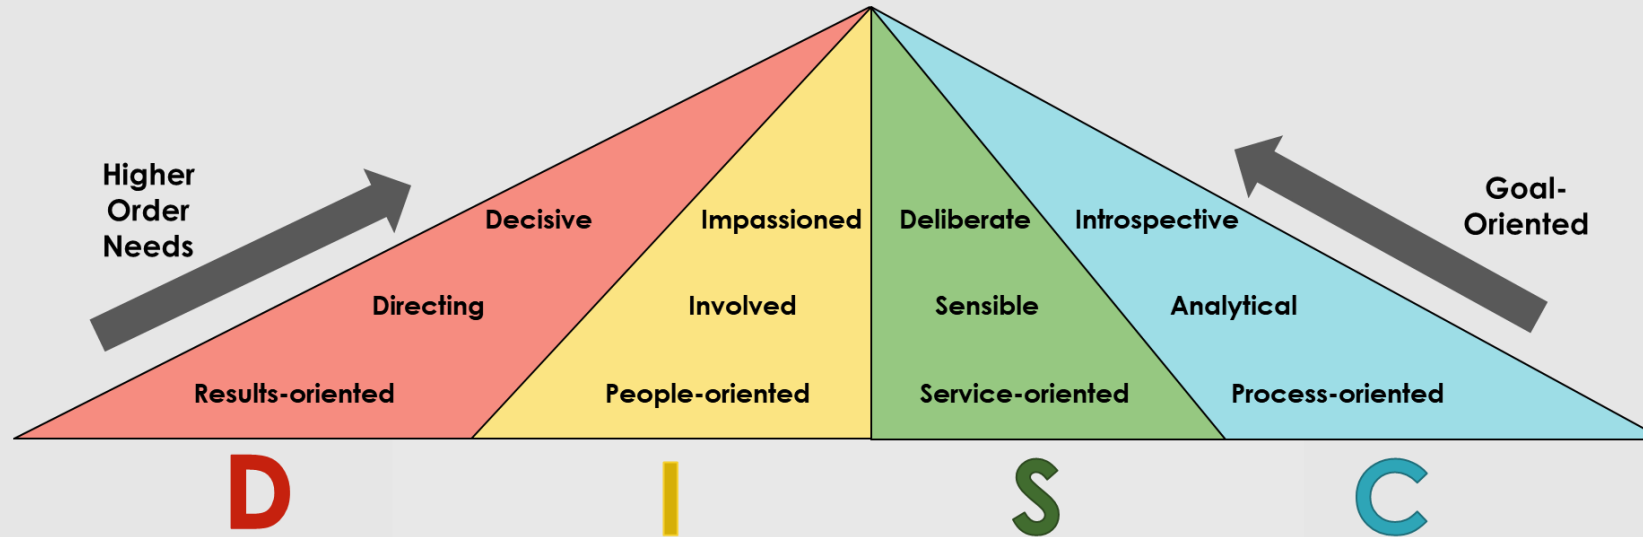 Higher
Order
Needs
Goal-
Oriented
Decisive
Impassioned
Deliberate
Introspective
Directing
Involved
Sensible
Analytical
Results-oriented
People-oriented
Service-oriented
Process-oriented
D
I
S
C